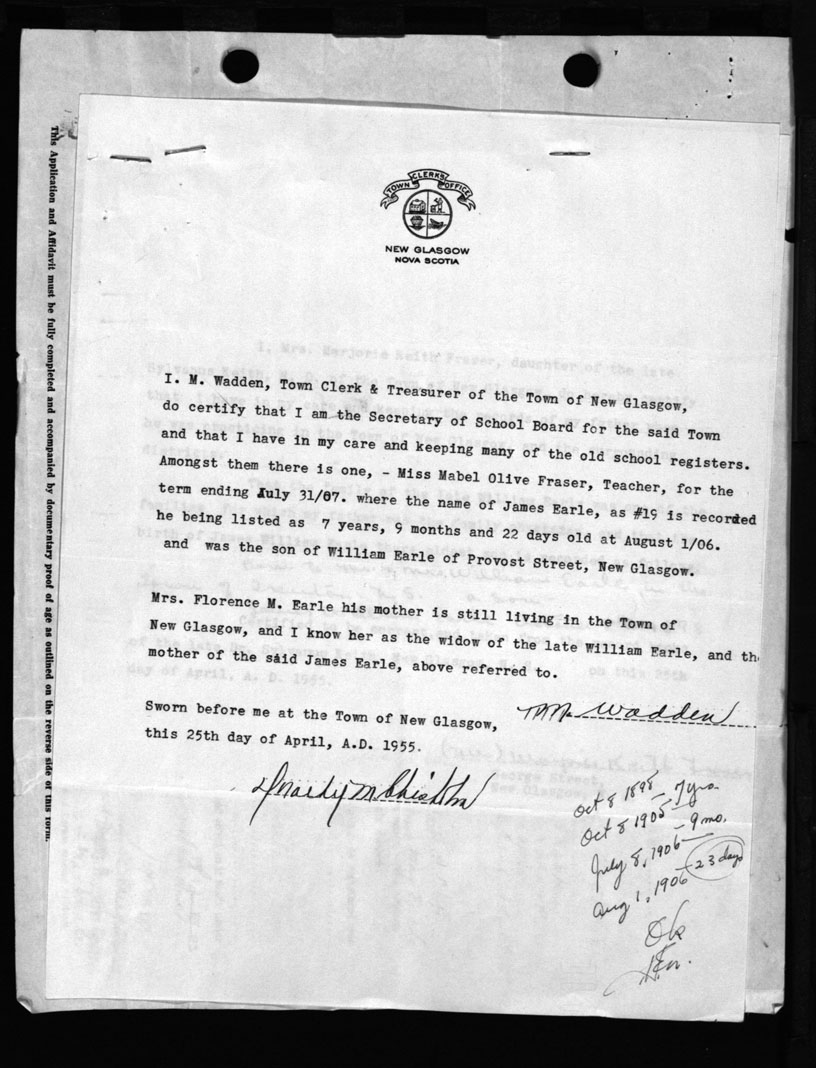 TOWN CLERKS OFFICE
NEW GLASGOW
NOVA SCOTIA
This Application and Affidavit must be fully completed and accompanied by documentary proof of age as outlined on the reverse side of this form.
I, Mrs. Marjorie Keith Fraser, daughter of the late
I. M. Wadden, Town Clerk & Treasurer of the Town of New Glasgow,
do certify that I am the Secretary of School Board for the said Town
and that I have in my care and keeping many of the old school registers.
Amongst them there is one, - Miss Mabel Olive Fraser, Teacher, for the
term ending July 31/07. where the name of James Earle, as #19 is recorded
he being listed as 7 years, 9 months and 22 days old at August 1/06.
and was the son of William Earle of Provost Street, New Glasgow.
Mrs. Florence M. Earle his mother is still living in the Town of
New Glasgow, and I know her as the widow of the late William Earle, and th
mother of the said James Earle, above referred to.
Sworn before me at the Town of New Glasgow,
this 25th day of April, A.D. 1955.
Wadden
Oct 8 1898 - 7 yrs.
Oct 8 1905 - 9 mo.
July 8, 1906 - 23 days
Aug 1, 1906
Ok